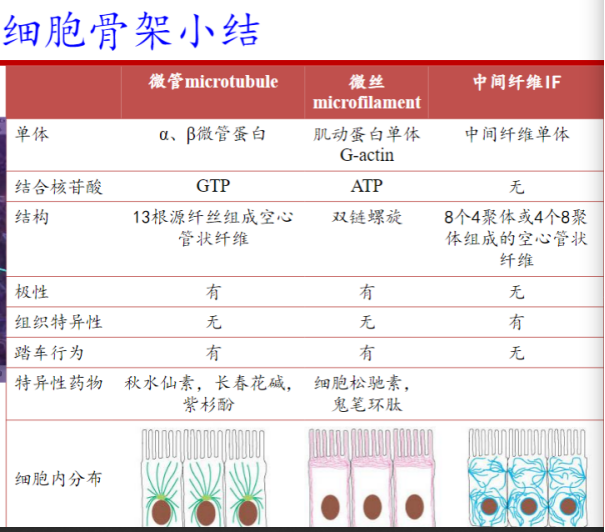 细胞骨架小结
微管microtubule
微丝
microfilament
中间纤维IF
单体
α、β微管蛋白
肌动蛋白单体
G-actin
中间纤维单体
结合核苷酸
GTP
ATP
无
结构
13根源纤丝组成空心
管状纤维
双链螺旋
8个4聚体或4个8聚
体组成的空心管状
纤维
极性
有
有
无
组织特异性
无
无
有
踏车行为
有
有
无
特异性药物
秋水仙素，长春花碱，
紫杉酚
细胞松驰素，
鬼笔环肽
细胞内分布